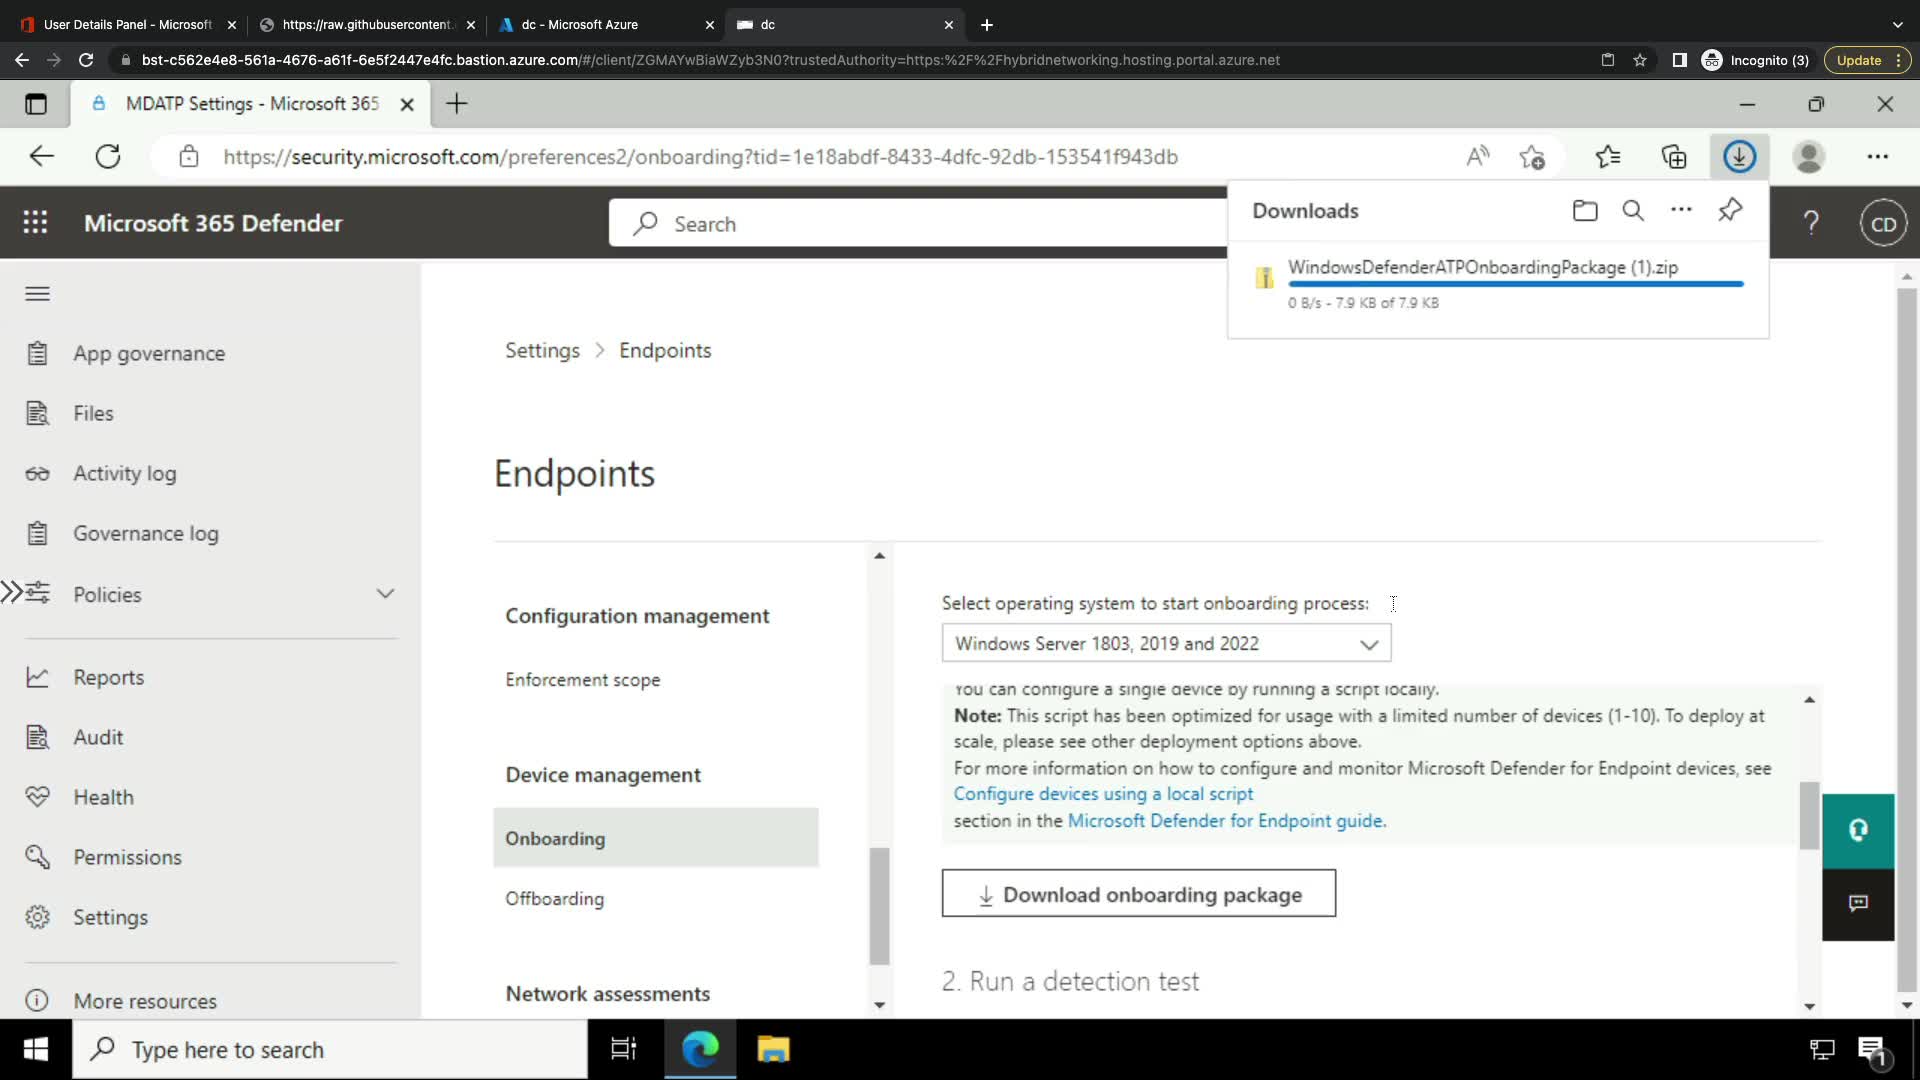 User Details Panel - Microsoft
https://raw.githubusercontent.
dc - Microsoft Azure
dc
bst-c562e4e8-561a-4676-a61f-6e5f2447e4fc.bastion.azure.com/#/client/ZGMAYwBiaWZyb3N0?trustedAuthority=https:%2F%2Fhybridnetworking.hosting.portal.azure.net
Incognito (3)
Update
MDATP Settings - Microsoft 365
https://security.microsoft.com/preferences2/onboarding?tid=1e18abdf-8433-4dfc-92db-153541f943db
Microsoft 365 Defender
Search
?
CD
Downloads
WindowsDefenderATPOnboardingPackage (1).zip
0 B/s - 7.9 KB of 7.9 KB
App governance
Files
Activity log
Governance log
Policies
Reports
Audit
Health
Permissions
Settings
More resources
Settings > Endpoints
Endpoints
Configuration management
Enforcement scope
Device management
Onboarding
Offboarding
Network assessments
Select operating system to start onboarding process:
Windows Server 1803, 2019 and 2022
You can configure a single device by running a script locally.
Note: This script has been optimized for usage with a limited number of devices (1-10). To deploy at
scale, please see other deployment options above.
For more information on how to configure and monitor Microsoft Defender for Endpoint devices, see
Configure devices using a local script
section in the Microsoft Defender for Endpoint guide.
Download onboarding package
2. Run a detection test
Type here to search
1